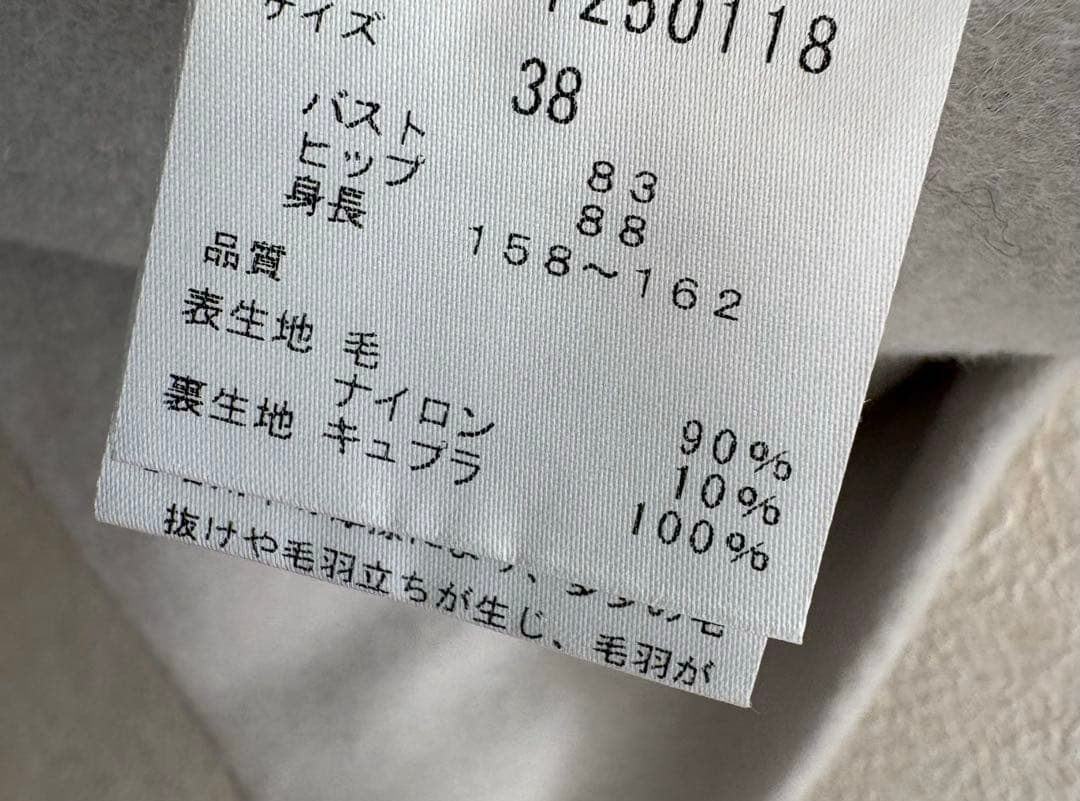 サイズ 1250118
38
バスト 83
ヒップ 88
身長 158～162
品質
表生地 毛 90%
ナイロン 10%
裏生地 キュプラ 100%
抜けや毛羽立ちが生じ、毛羽が